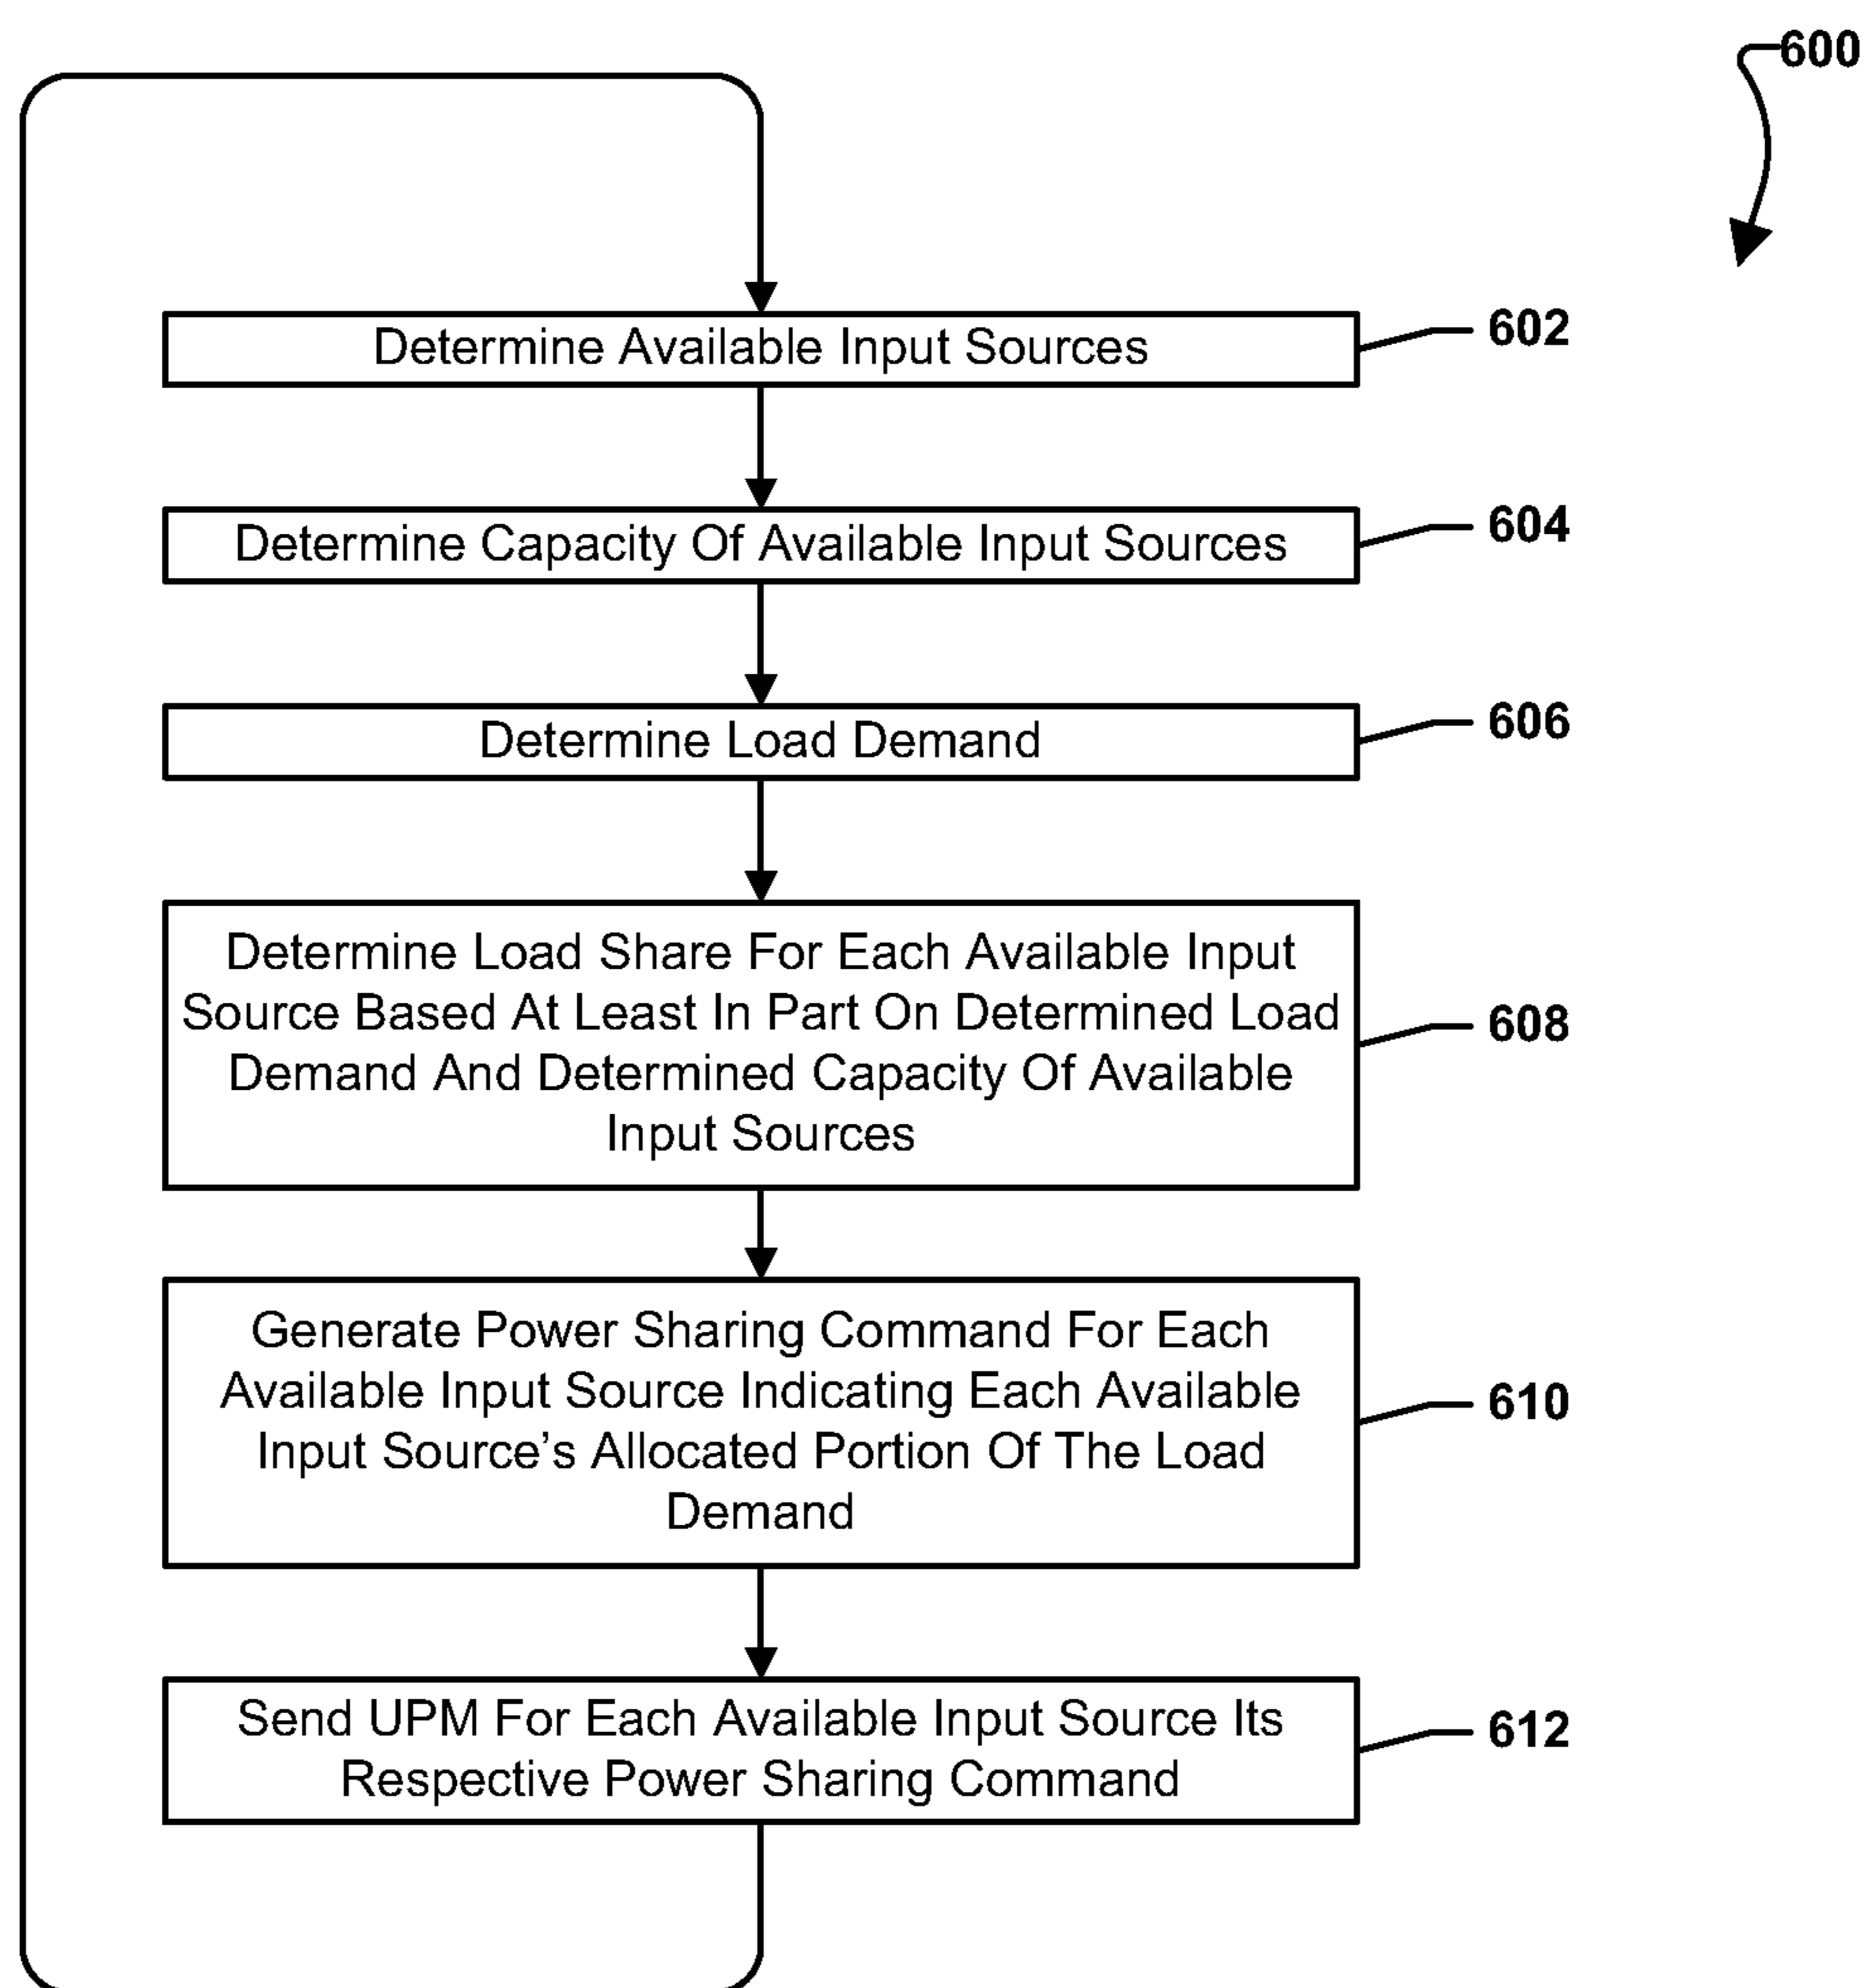 600
Determine Available Input Sources
602
Determine Capacity Of Available Input Sources
604
Determine Load Demand
606
Determine Load Share For Each Available Input
Source Based At Least In Part On Determined Load
Demand And Determined Capacity Of Available
Input Sources
608
Generate Power Sharing Command For Each
Available Input Source Indicating Each Available
Input Source’s Allocated Portion Of The Load
Demand
610
Send UPM For Each Available Input Source Its
Respective Power Sharing Command
612